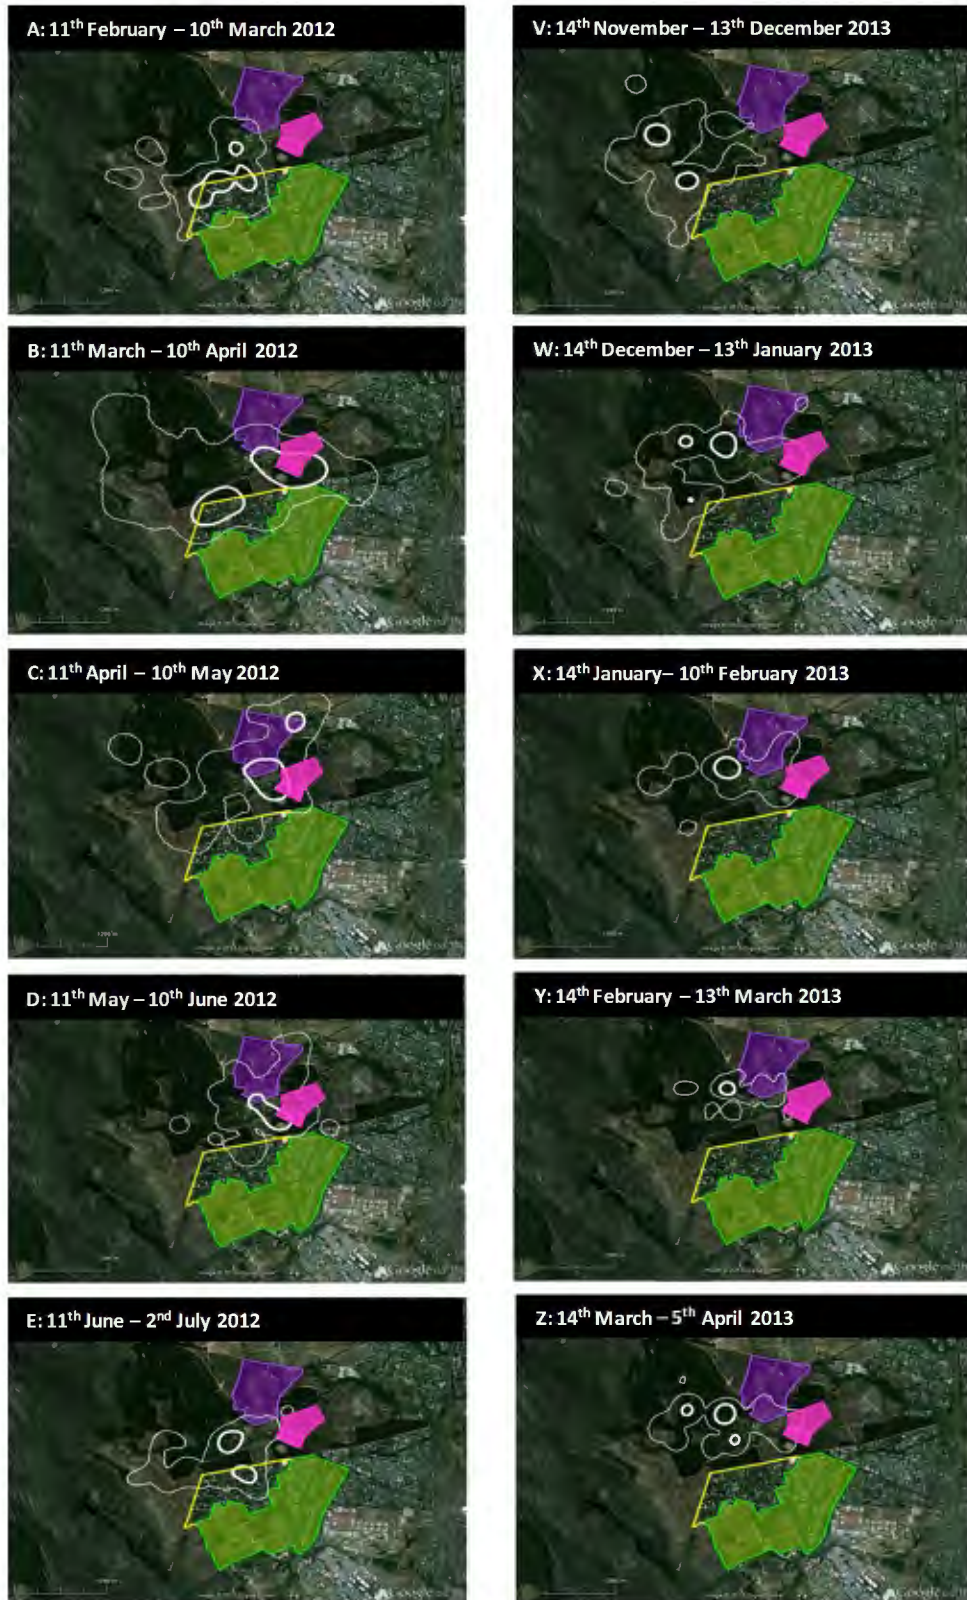 A: 11th February – 10th March 2012
V: 14th November – 13th December 2013
B: 11th March – 10th April 2012
W: 14th December – 13th January 2013
C: 11th April – 10th May 2012
X: 14th January– 10th February 2013
D: 11th May – 10th June 2012
Y: 14th February – 13th March 2013
E: 11th June – 2nd July 2012
Z: 14th March – 5th April 2013